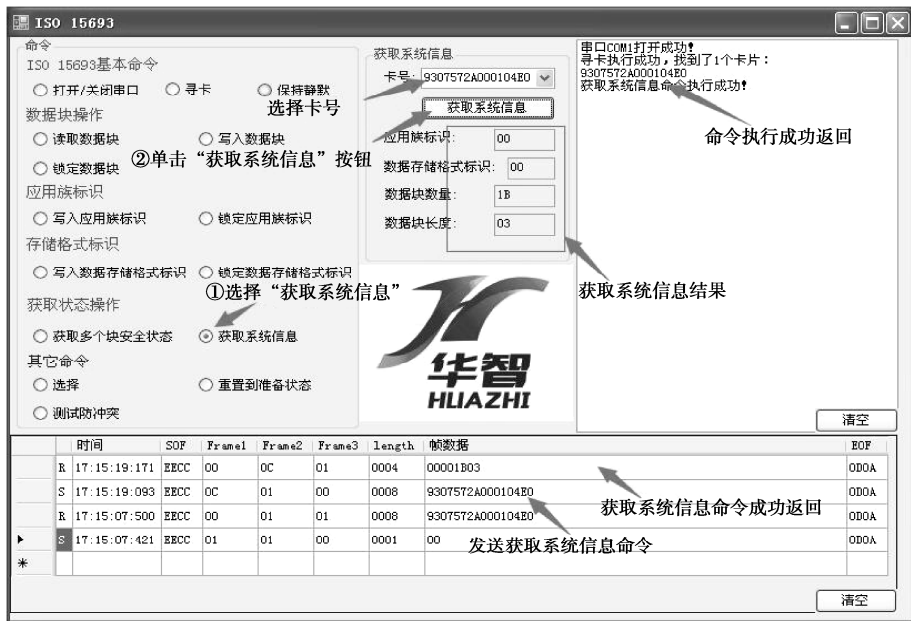 ISO 15693
命令
ISO 15693基本命令
打开/关闭串口
寻卡
保持静默
选择卡号
数据块操作
读取数据块
写入数据块
②单击“获取系统信息”按钮
锁定数据块
应用族标识
写入应用族标识
锁定应用族标识
存储格式标识
写入数据存储格式标识
锁定数据存储格式标识
①选择“获取系统信息”
获取状态操作
获取多个块安全状态
获取系统信息
其它命令
选择
重置到准备状态
测试防冲突
获取系统信息
卡号: 9307572A000104E0
获取系统信息
应用族标识: 00
数据存储格式标识: 00
数据块数量: 1B
数据块长度: 03
获取系统信息结果
华智
HUAZHI
串口COM1打开成功!
寻卡执行成功,找到了1个卡片:
9307572A000104E0
获取系统信息命令执行成功!
命令执行成功返回
清空
时间 SOF Frame1 Frame2 Frame3 length 帧数据 EOF
R 17:15:19:171 EECC 00 0C 01 0004 00001B03 0D0A
S 17:15:19:093 EECC 0C 01 00 0008 9307572A000104E0 0D0A
获取系统信息命令成功返回
R 17:15:07:500 EECC 00 01 01 0008 9307572A000104E0 0D0A
S 17:15:07:421 EECC 01 01 00 0001 00 0D0A
发送获取系统信息命令
清空